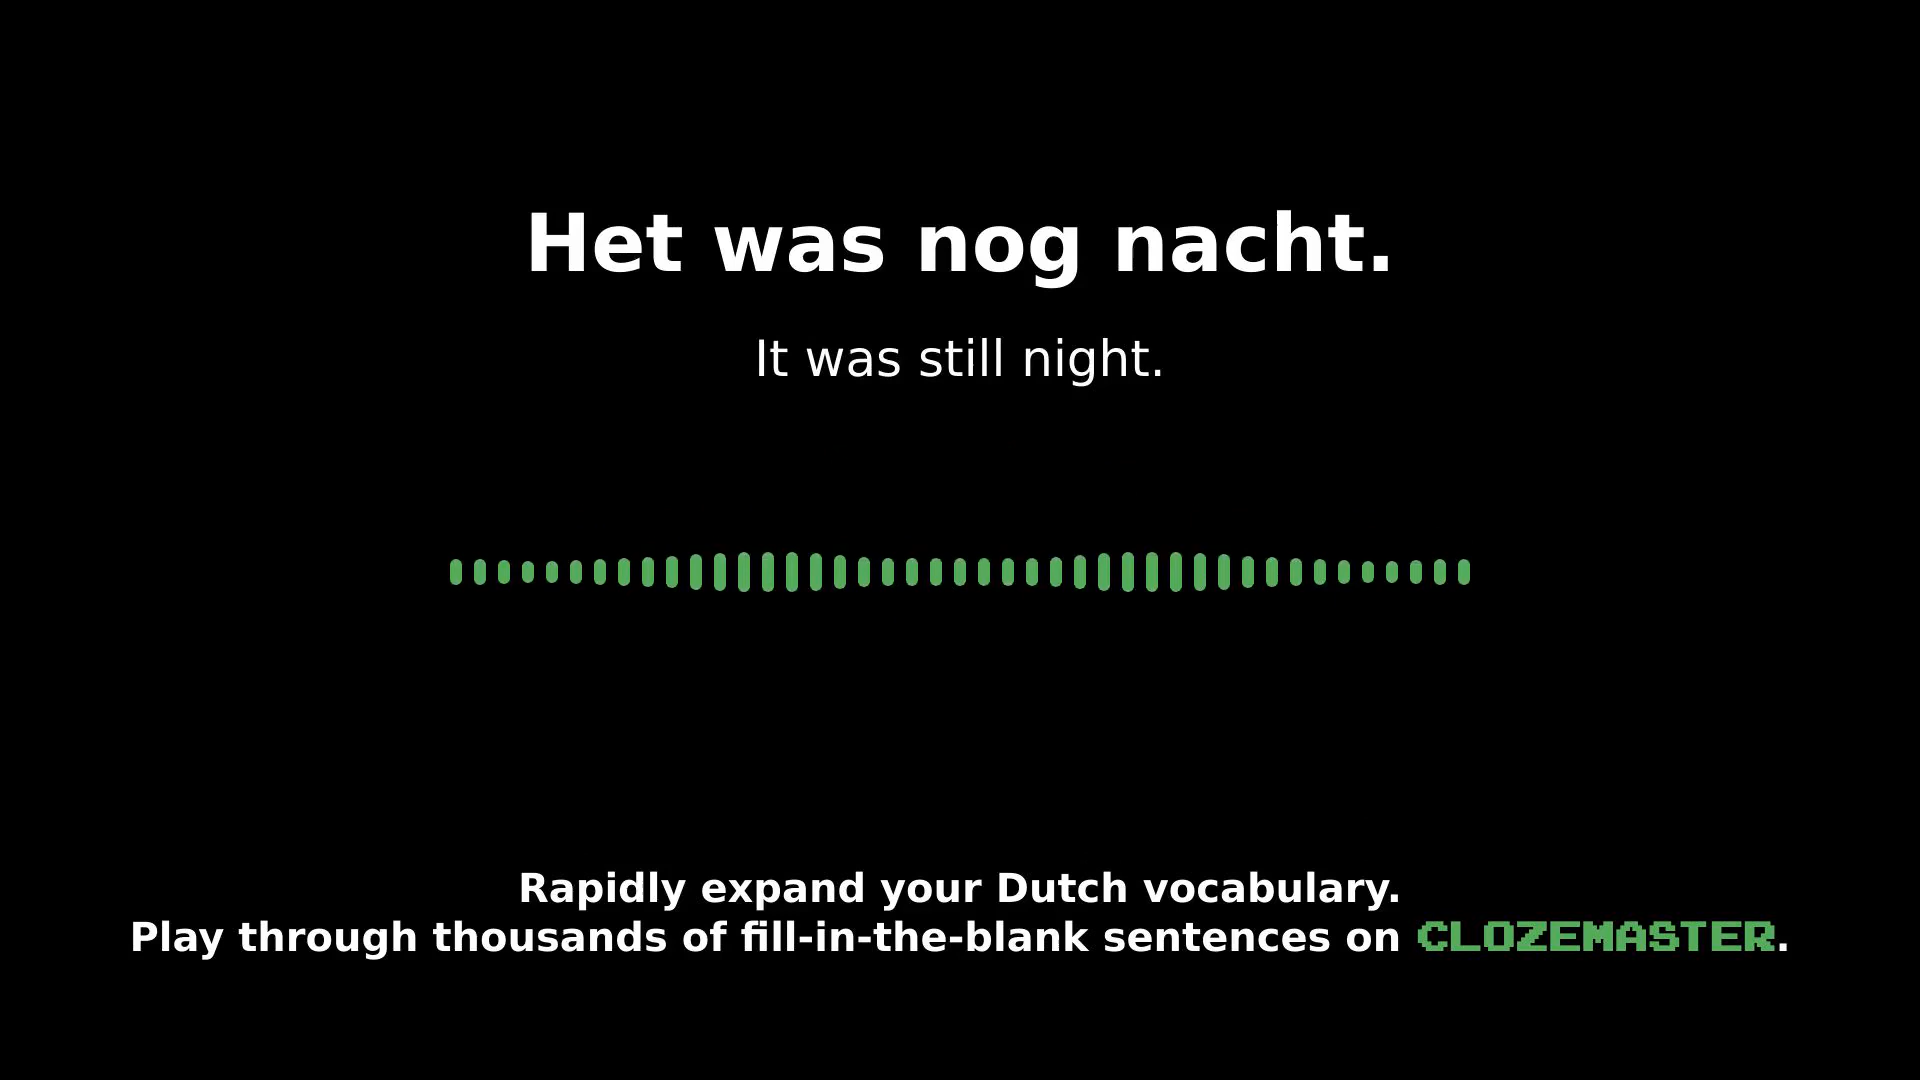 Het was nog nacht.
It was still night.
Rapidly expand your Dutch vocabulary.
Play through thousands of fill-in-the-blank sentences on CLOZEMASTER.